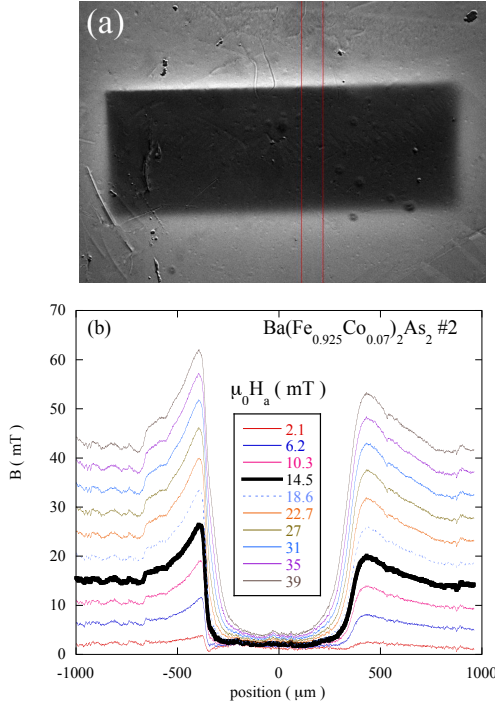 (a)
70
60
50
40
30
20
10
0
B ( mT )
(b)
Ba(Fe0.925Co0.07)2As2 #2
μ0Ha ( mT )
2.1
6.2
10.3
14.5
18.6
22.7
27
31
35
39
-1000 -500 0 500 1000
position ( μm )